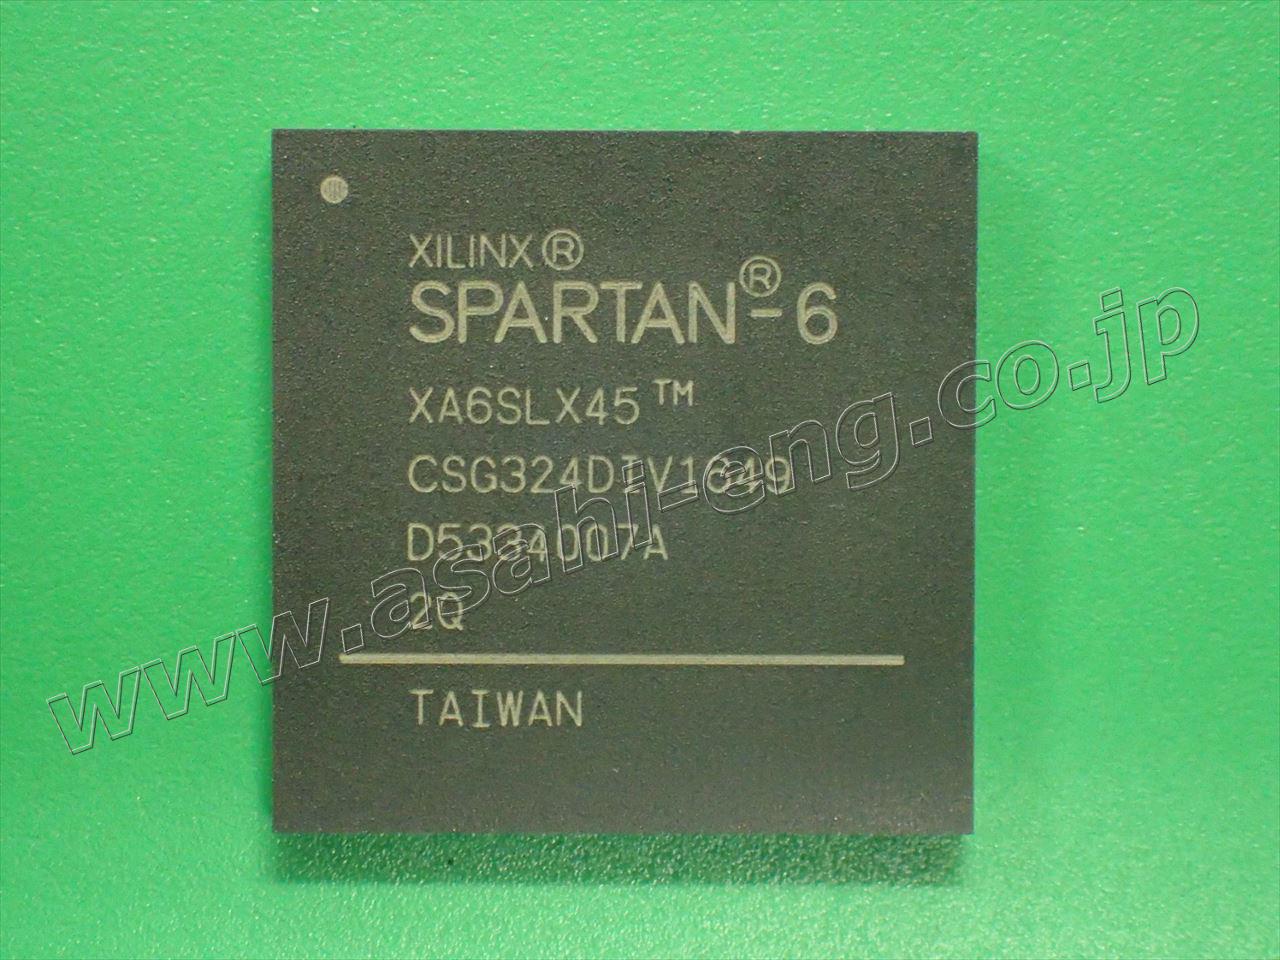 XILINX®
SPARTAN®-6
XA6SLX45™
CSG324DIV1649
D5334007A
2Q
TAIWAN
www.asahi-eng.co.jp